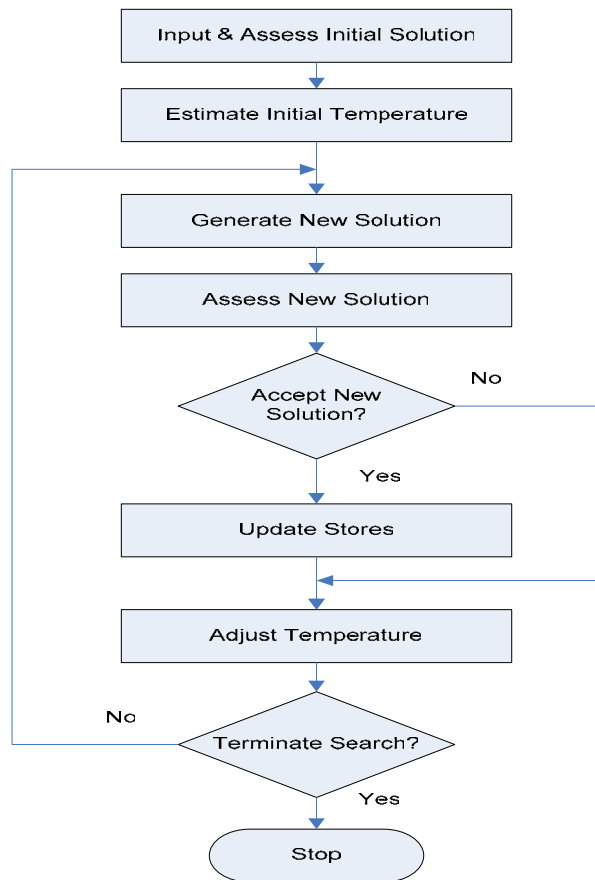 Input & Assess Initial Solution
Estimate Initial Temperature
Generate New Solution
Assess New Solution
Accept New
Solution?
No
Yes
Update Stores
Adjust Temperature
Terminate Search?
No
Yes
Stop